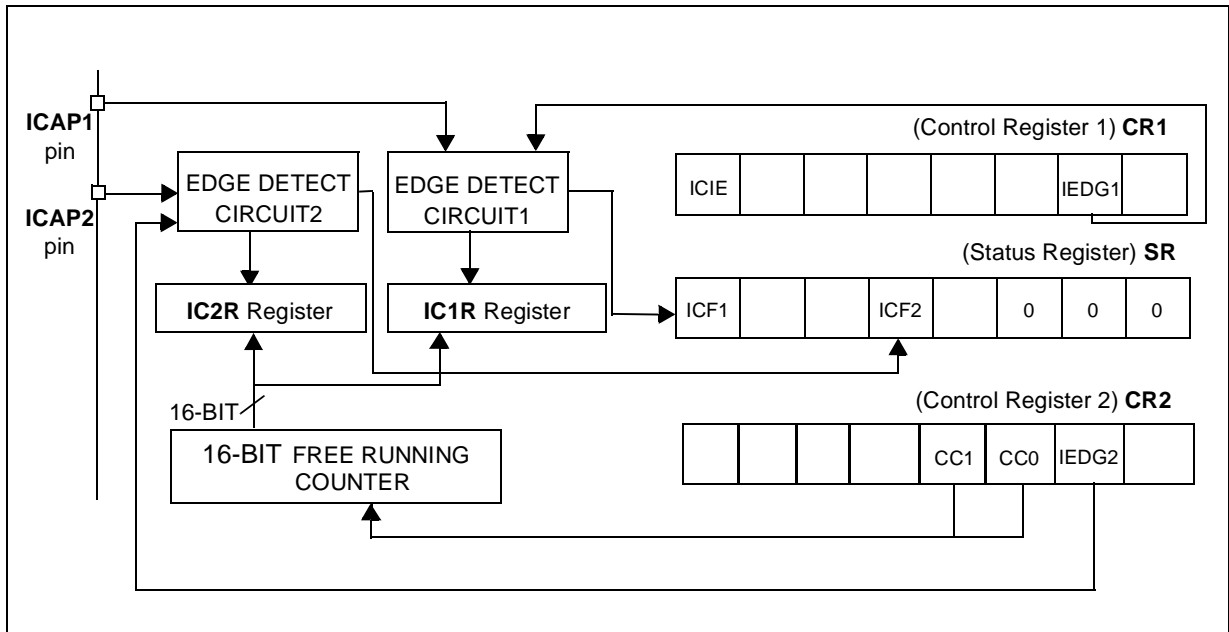 ICAP1
pin
ICAP2
pin
EDGE DETECT
CIRCUIT2
EDGE DETECT
CIRCUIT1
IC2R Register
IC1R Register
16-BIT
16-BIT FREE RUNNING
COUNTER
(Control Register 1) CR1
ICIE IEDG1
(Status Register) SR
ICF1 ICF2 0 0 0
(Control Register 2) CR2
CC1 CC0 IEDG2